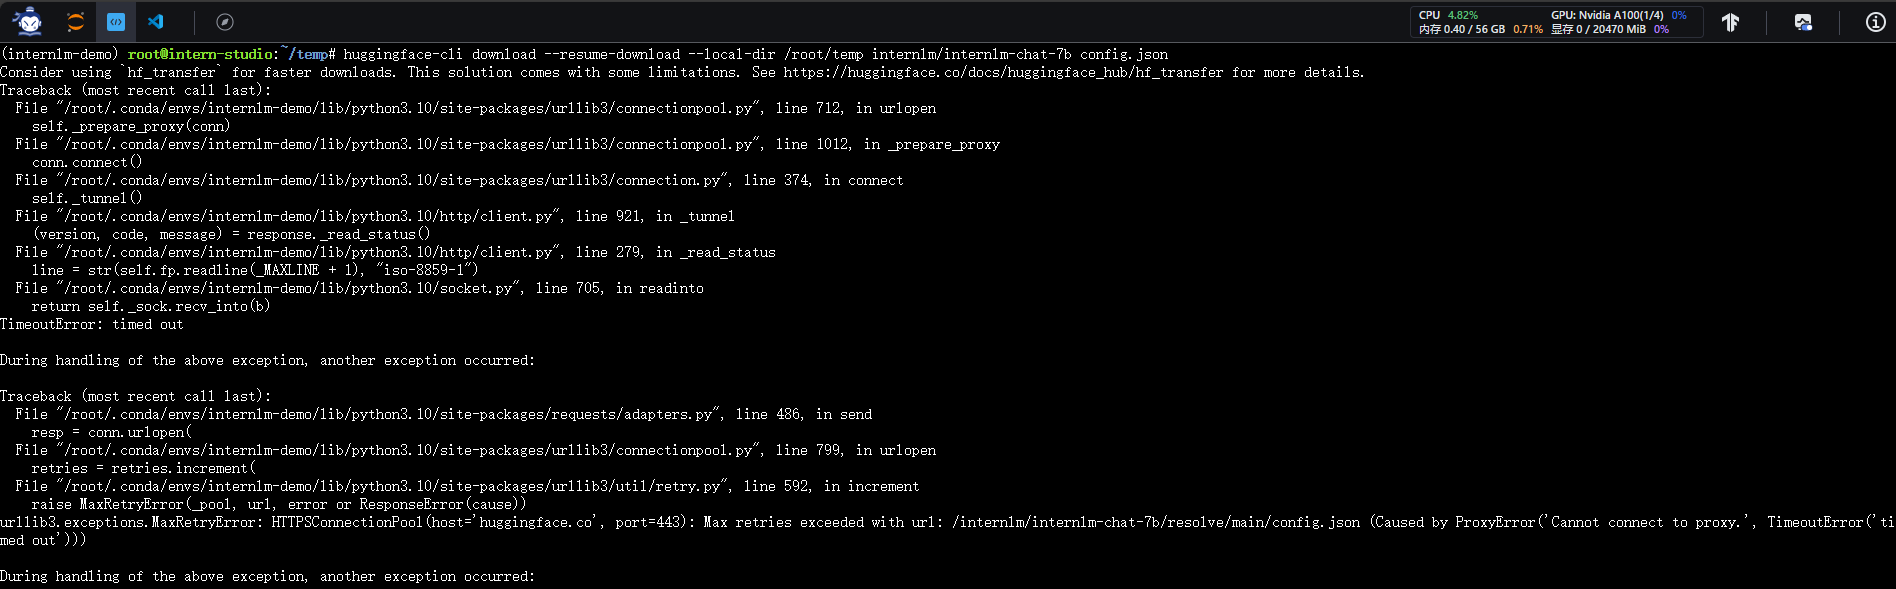 CPU 4.82% GPU: Nvidia A100(1/4) 0%
内存 0.40 / 56 GB 0.71% 显存 0 / 20470 MiB 0%
(internlm-demo) root@intern-studio:~/temp# huggingface-cli download --resume-download --local-dir /root/temp internlm/internlm-chat-7b config.json
Consider using `hf_transfer` for faster downloads. This solution comes with some limitations. See https://huggingface.co/docs/huggingface_hub/hf_transfer for more details.
Traceback (most recent call last):
  File "/root/.conda/envs/internlm-demo/lib/python3.10/site-packages/urllib3/connectionpool.py", line 712, in urlopen
    self._prepare_proxy(conn)
  File "/root/.conda/envs/internlm-demo/lib/python3.10/site-packages/urllib3/connectionpool.py", line 1012, in _prepare_proxy
    conn.connect()
  File "/root/.conda/envs/internlm-demo/lib/python3.10/site-packages/urllib3/connection.py", line 374, in connect
    self._tunnel()
  File "/root/.conda/envs/internlm-demo/lib/python3.10/http/client.py", line 921, in _tunnel
    (version, code, message) = response._read_status()
  File "/root/.conda/envs/internlm-demo/lib/python3.10/http/client.py", line 279, in _read_status
    line = str(self.fp.readline(_MAXLINE + 1), "iso-8859-1")
  File "/root/.conda/envs/internlm-demo/lib/python3.10/socket.py", line 705, in readinto
    return self._sock.recv_into(b)
TimeoutError: timed out
During handling of the above exception, another exception occurred:
Traceback (most recent call last):
  File "/root/.conda/envs/internlm-demo/lib/python3.10/site-packages/requests/adapters.py", line 486, in send
    resp = conn.urlopen(
  File "/root/.conda/envs/internlm-demo/lib/python3.10/site-packages/urllib3/connectionpool.py", line 799, in urlopen
    retries = retries.increment(
  File "/root/.conda/envs/internlm-demo/lib/python3.10/site-packages/urllib3/util/retry.py", line 592, in increment
    raise MaxRetryError(_pool, url, error or ResponseError(cause))
urllib3.exceptions.MaxRetryError: HTTPSConnectionPool(host='huggingface.co', port=443): Max retries exceeded with url: /internlm/internlm-chat-7b/resolve/main/config.json (Caused by ProxyError('Cannot connect to proxy.', TimeoutError('ti
med out')))
During handling of the above exception, another exception occurred: